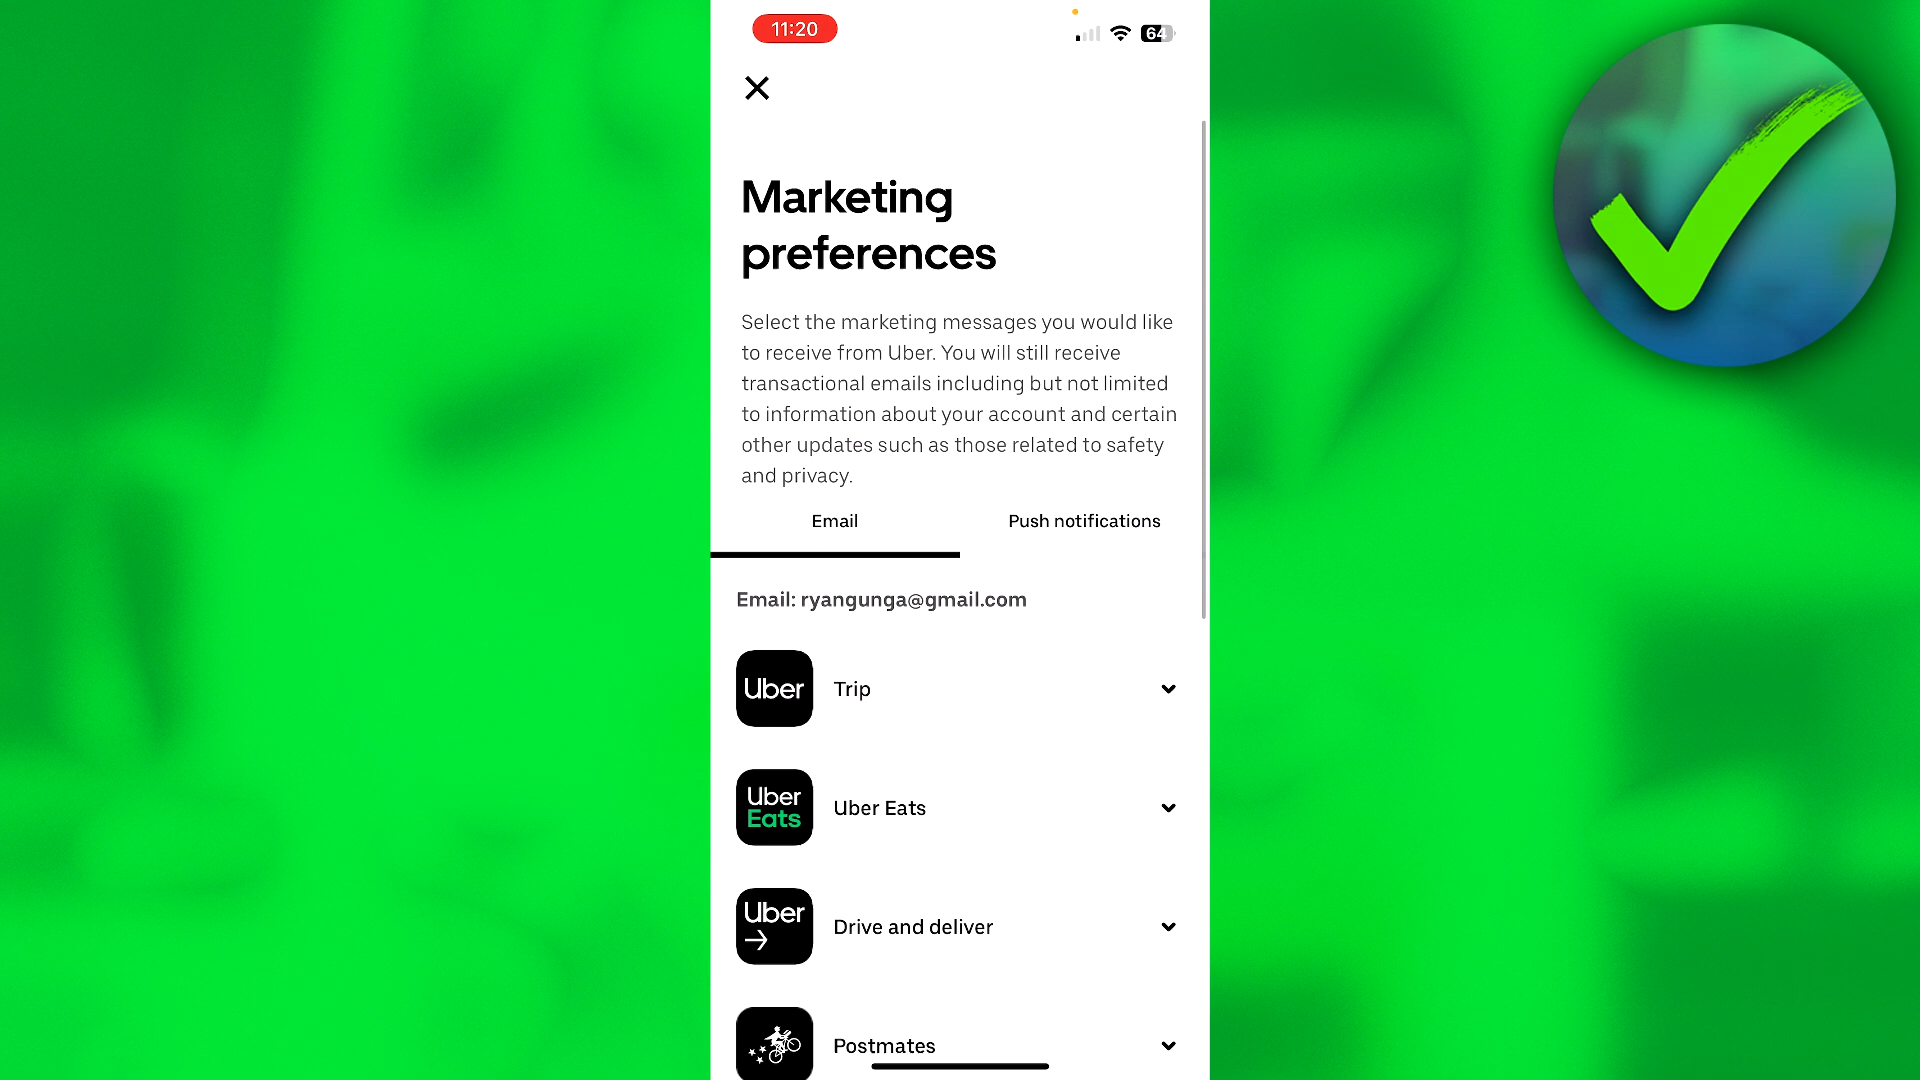 11:20
64
Marketing
preferences
Select the marketing messages you would like
to receive from Uber. You will still receive
transactional emails including but not limited
to information about your account and certain
other updates such as those related to safety
and privacy.
Email
Push notifications
Email: ryangunga@gmail.com
Uber
Trip
Uber
Eats
Uber Eats
Uber
Drive and deliver
Postmates